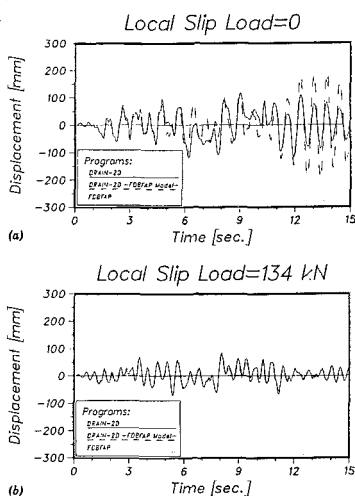 Local Slip Load=0
Displacement [mm]
300
200
100
0
-100
-200
-300
Programs:
DRAIN-2D
DRAIN-2D -FDBFAP Model-
FDBFAP
0 3 6 9 12 15
Time [sec.]
(a)
Local Slip Load=134 kN
Displacement [mm]
300
200
100
0
-100
-200
-300
Programs:
DRAIN-2D
DRAIN-2D -FDBFAP Model-
FDBFAP
0 3 6 9 12 15
Time [sec.]
(b)